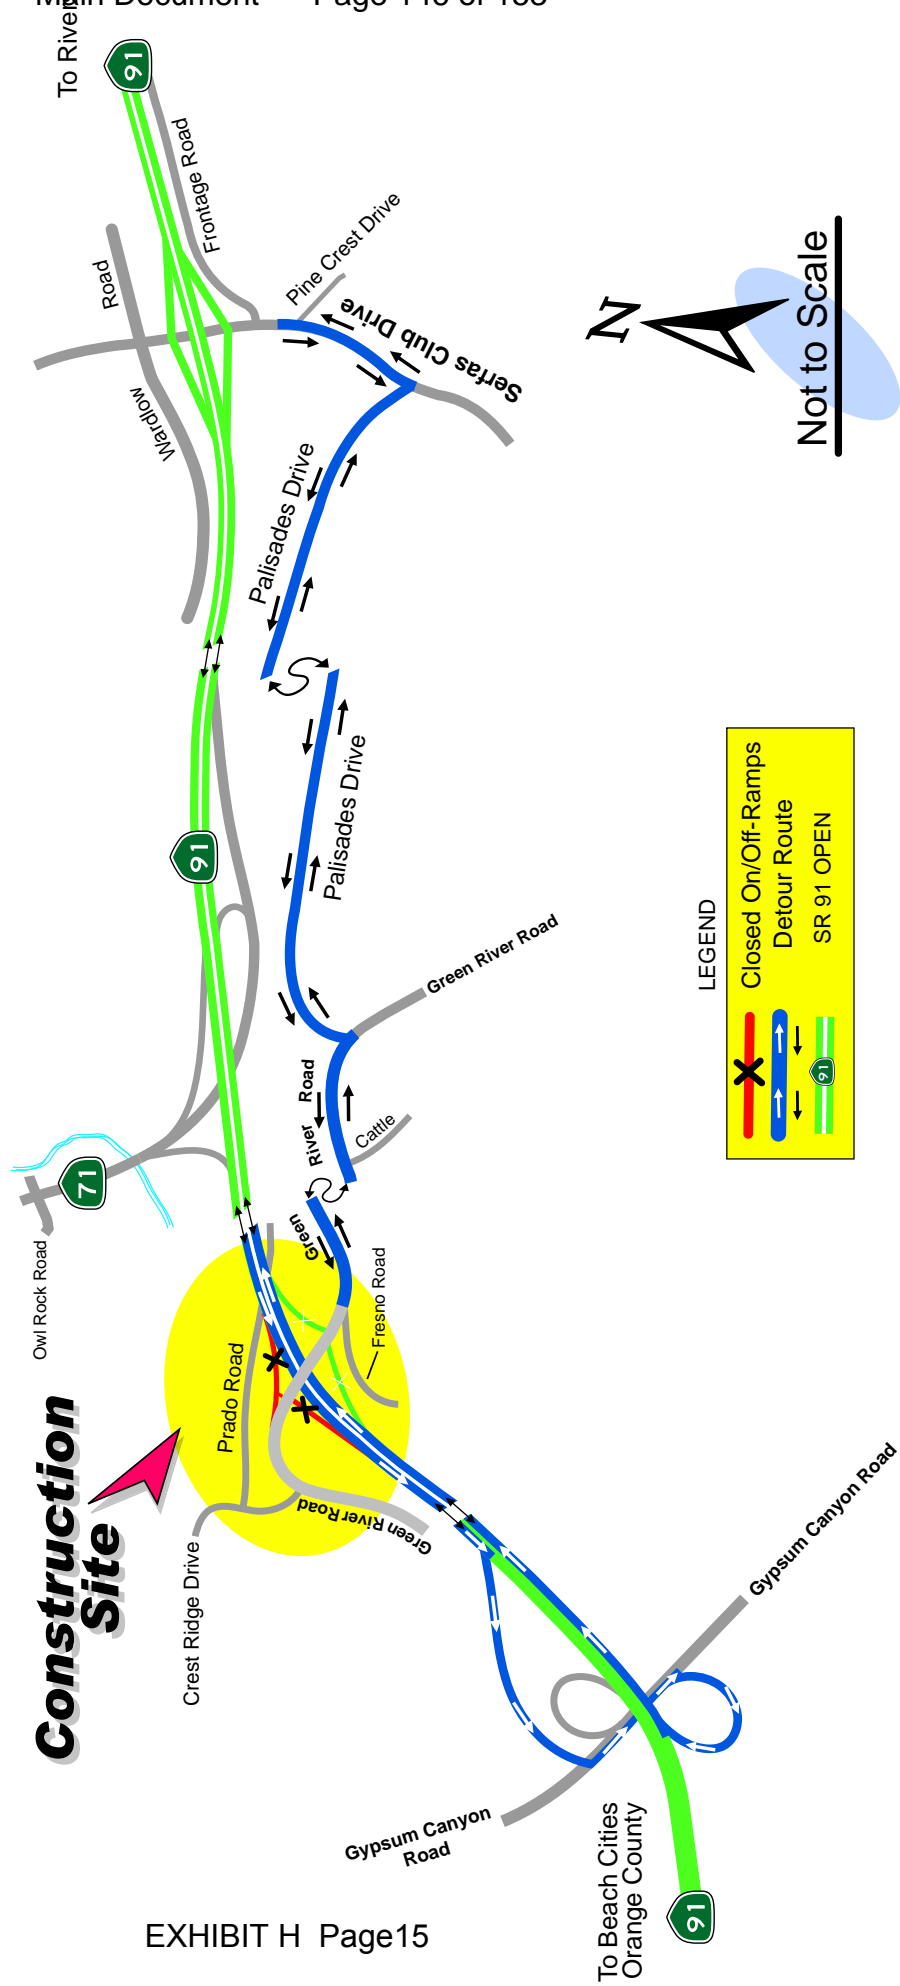 Main Document
To River
91
Frontage Road
Road
Wardlow
Pine Crest Drive
Serfas Club Drive
N
Not to Scale
Palisades Drive
Palisades Drive
91
Green River Road
River Road
Cattle
Green
71
Owl Rock Road
Fresno Road
Prado Road
Construction
Site
Green River Road
Crest Ridge Drive
LEGEND
Closed On/Off-Ramps
Detour Route
91
SR 91 OPEN
Gypsum Canyon Road
Gypsum Canyon
Road
To Beach Cities
Orange County
91
EXHIBIT H Page15